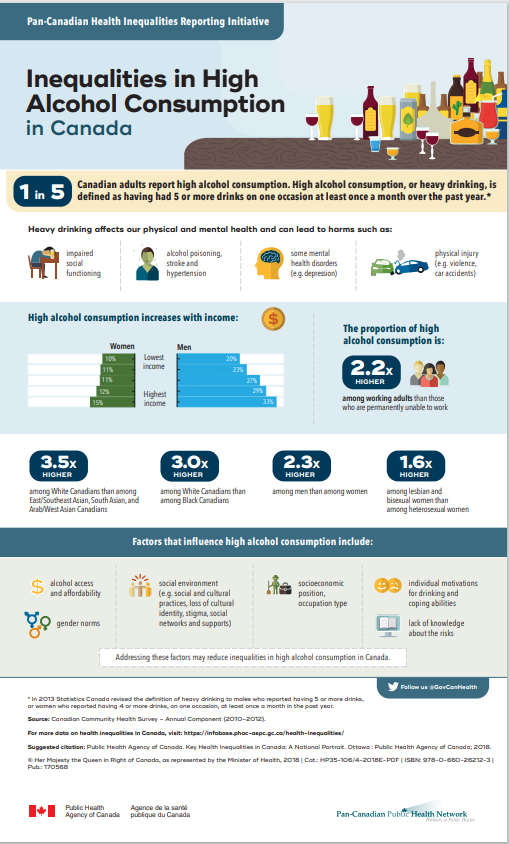 Pan-Canadian Health Inequalities Reporting Initiative
Inequalities in High
Alcohol Consumption
in Canada
1 in 5
Canadian adults report high alcohol consumption. High alcohol consumption, or heavy drinking, is
defined as having had 5 or more drinks on one occasion at least once a month over the past year.*
Heavy drinking affects our physical and mental health and can lead to harms such as:
impaired
social
functioning
alcohol poisoning,
stroke and
hypertension
some mental
health disorders
(e.g. depression)
physical injury
(e.g. violence,
car accidents)
High alcohol consumption increases with income:
$
Women
Men
10%
Lowest
income
20%
11%
23%
11%
27%
12%
Highest
income
29%
15%
33%
The proportion of high
alcohol consumption is:
2.2x
HIGHER
among working adults than those
who are permanently unable to work
3.5x
HIGHER
among White Canadians than among
East/Southeast Asian, South Asian, and
Arab/West Asian Canadians
3.0x
HIGHER
among White Canadians than
among Black Canadians
2.3x
HIGHER
among men than among women
1.6x
HIGHER
among lesbian and
bisexual women than
among heterosexual women
Factors that influence high alcohol consumption include:
$
alcohol access
and affordability
gender norms
social environment
(e.g. social and cultural
practices, loss of cultural
identity, stigma, social
networks and supports)
socioeconomic
position,
occupation type
individual motivations
for drinking and
coping abilities
lack of knowledge
about the risks
Addressing these factors may reduce inequalities in high alcohol consumption in Canada.
Follow us @GovCanHealth
* In 2013 Statistics Canada revised the definition of heavy drinking to males who reported having 5 or more drinks,
or women who reported having 4 or more drinks, on one occasion, at least once a month in the past year.
Source: Canadian Community Health Survey – Annual Component (2010–2012).
For more data on health inequalities in Canada, visit: https://infobase.phac-aspc.gc.ca/health-inequalities/
Suggested citation: Public Health Agency of Canada. Key Health Inequalities in Canada: A National Portrait. Ottawa : Public Health Agency of Canada; 2018.
© Her Majesty the Queen in Right of Canada, as represented by the Minister of Health, 2018 | Cat.: HP35-106/4-2018E-PDF | ISBN: 978-0-660-26212-3 |
Pub.: 170568
Public Health
Agency of Canada
Agence de la santé
publique du Canada
Pan-Canadian Public Health Network
Partners in Public Health